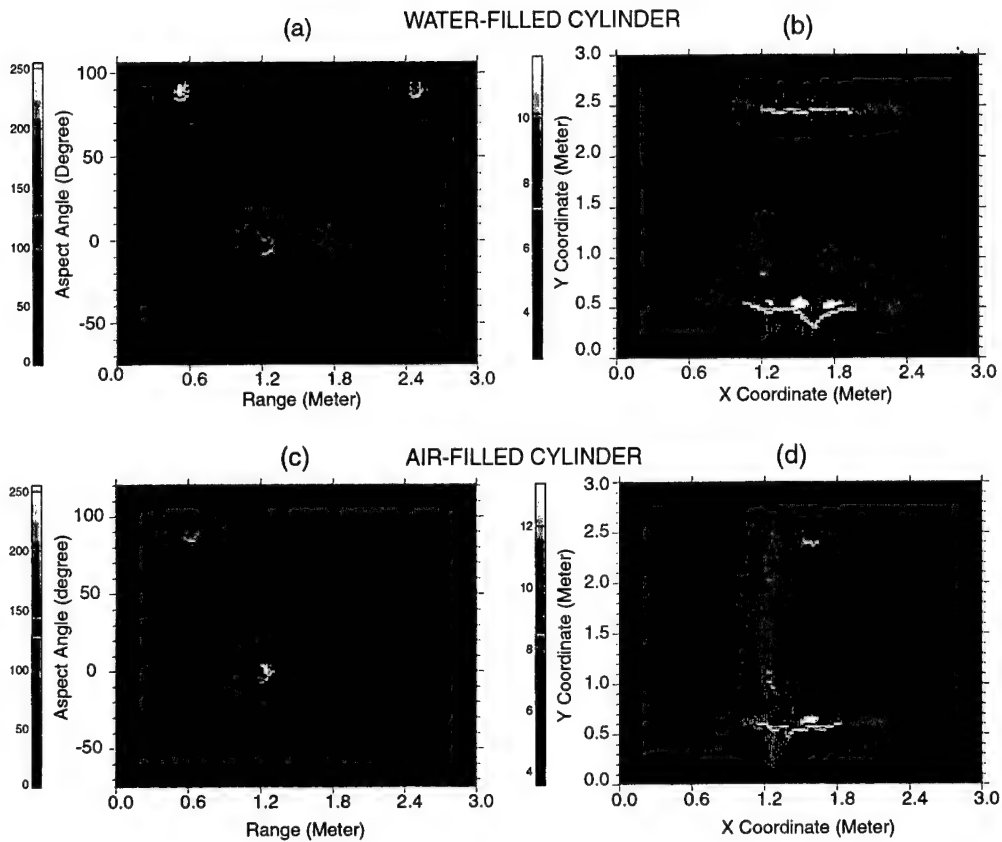 WATER-FILLED CYLINDER
(a)
(b)
250
200
150
100
50
0
100
50
0
-50
Aspect Angle (Degree)
0.0 0.6 1.2 1.8 2.4 3.0
Range (Meter)
10
8
6
4
3.0
2.5
2.0
1.5
1.0
0.5
0.0
Y Coordinate (Meter)
0.0 0.6 1.2 1.8 2.4 3.0
X Coordinate (Meter)
AIR-FILLED CYLINDER
(c)
(d)
250
200
150
100
50
0
100
50
0
-50
Aspect Angle (degree)
0.0 0.6 1.2 1.8 2.4 3.0
Range (Meter)
12
10
8
6
4
3.0
2.5
2.0
1.5
1.0
0.5
0.0
Y Coordinate (Meter)
0.0 0.6 1.2 1.8 2.4 3.0
X Coordinate (Meter)